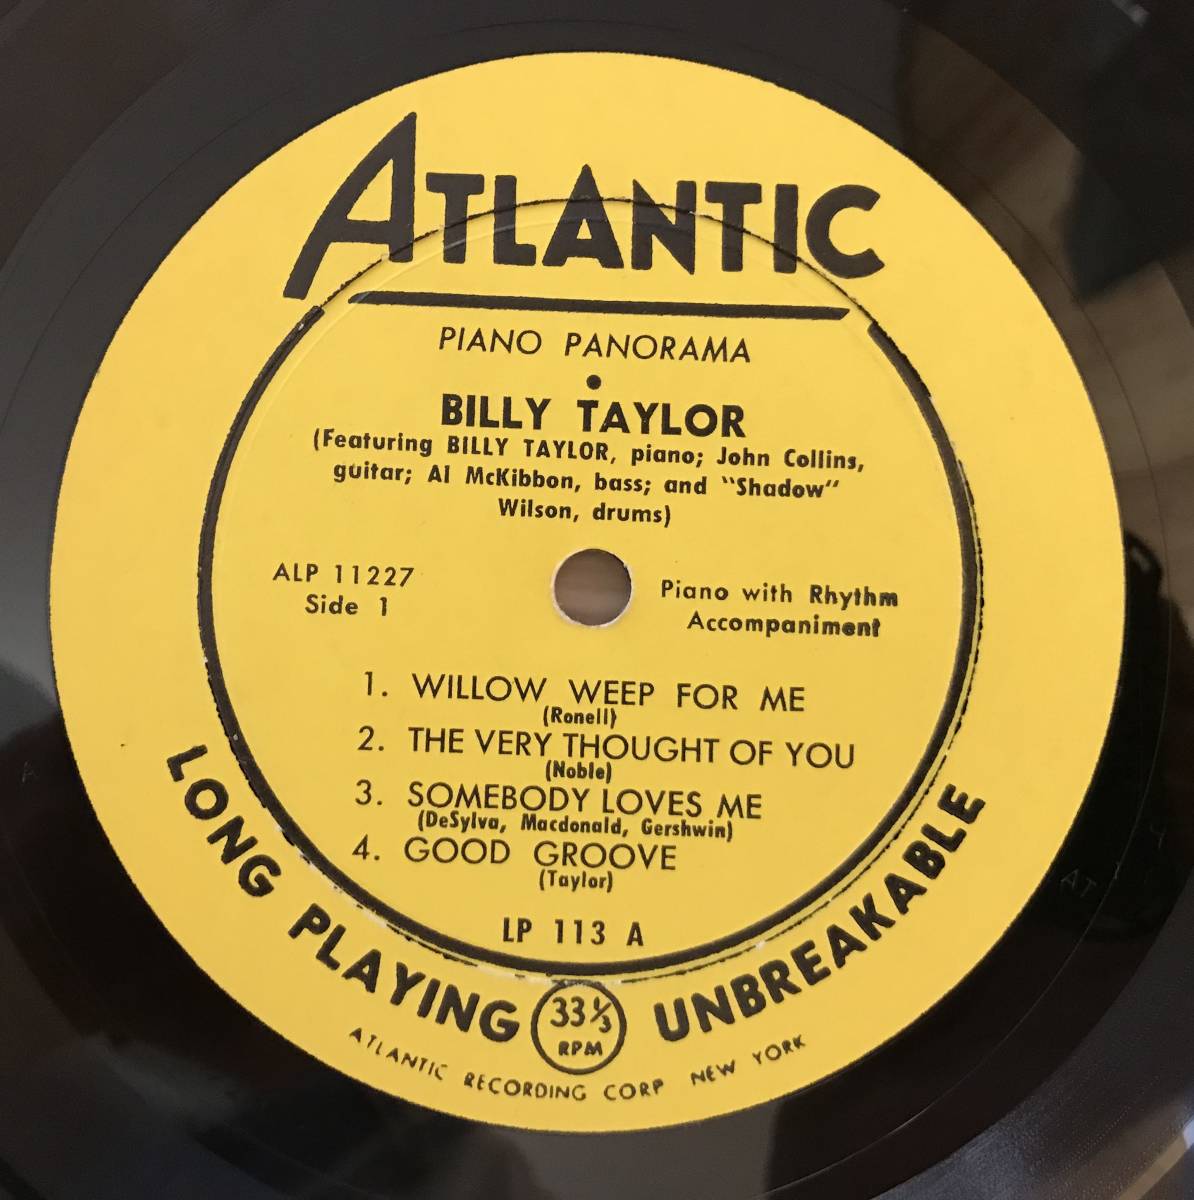 ATLANTIC
PIANO PANORAMA
•
BILLY TAYLOR
(Featuring BILLY TAYLOR, piano; John Collins,
guitar; Al McKibbon, bass; and "Shadow"
Wilson, drums)
ALP 11227
Side 1
Piano with Rhythm
Accompaniment
1. WILLOW WEEP FOR ME
(Ronell)
2. THE VERY THOUGHT OF YOU
(Noble)
3. SOMEBODY LOVES ME
(DeSylva, Macdonald, Gershwin)
4. GOOD GROOVE
(Taylor)
LP 113 A
LONG PLAYING
33⅓
RPM
UNBREAKABLE
ATLANTIC RECORDING CORP NEW YORK
AT